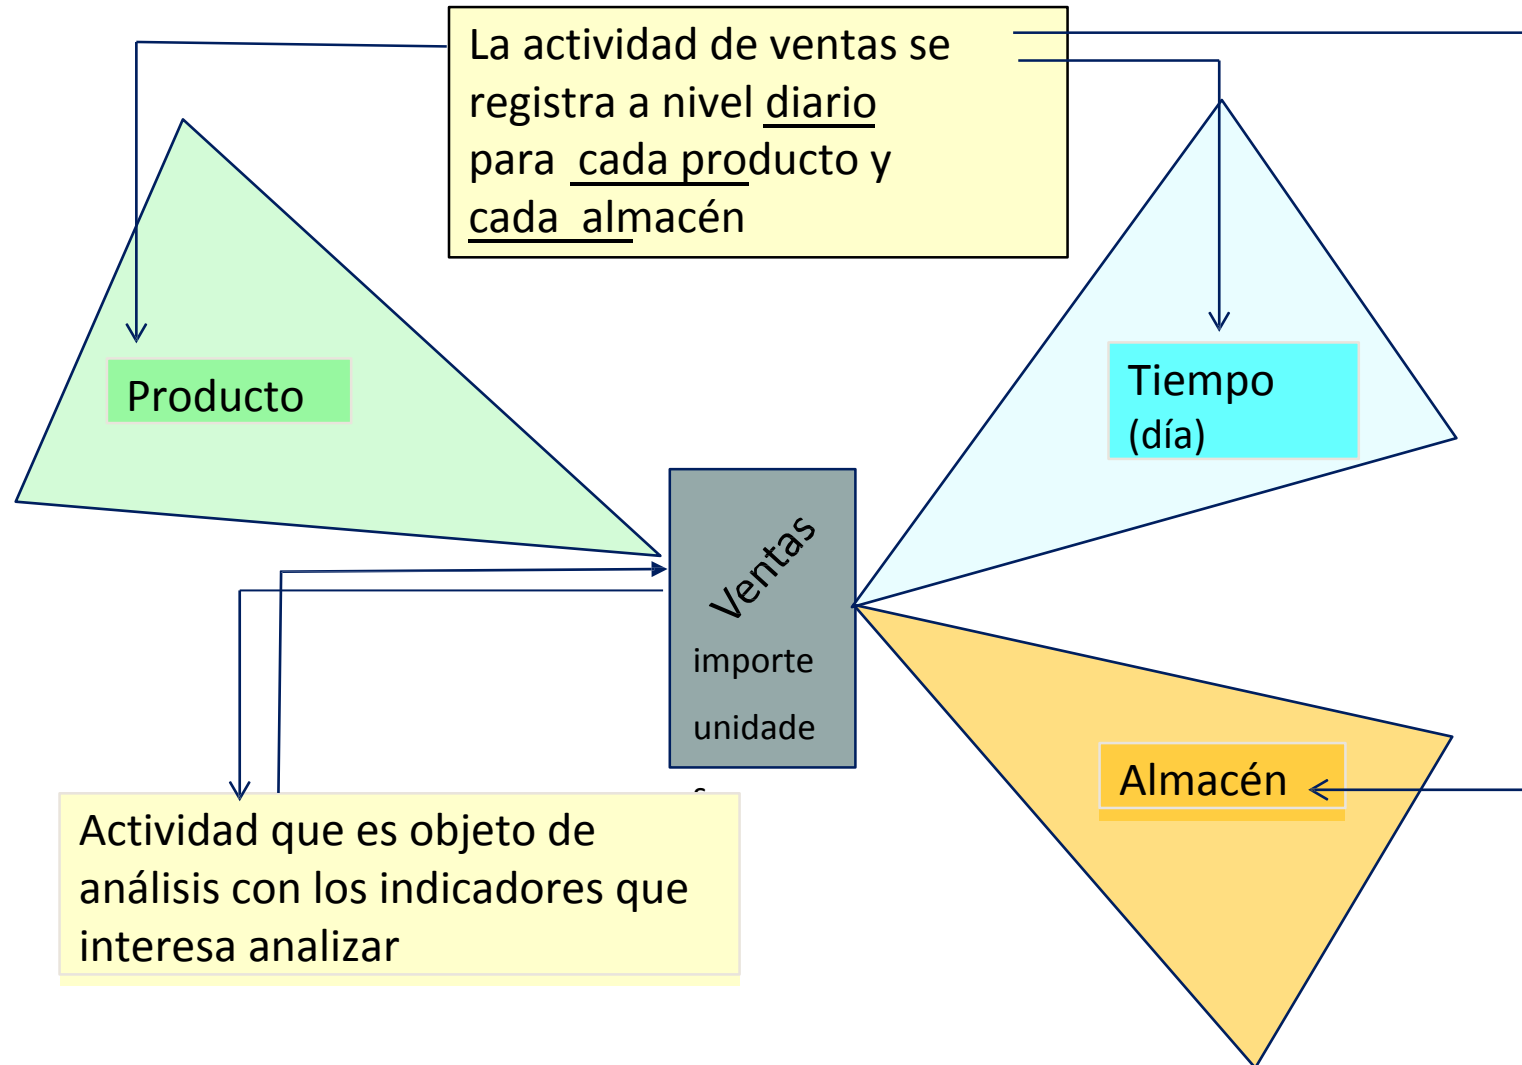 La actividad de ventas se
registra a nivel diario
para cada producto y
cada almacén
Producto
Tiempo
(día)
Ventas
importe
unidade
s
Almacén
Actividad que es objeto de
análisis con los indicadores que
interesa analizar